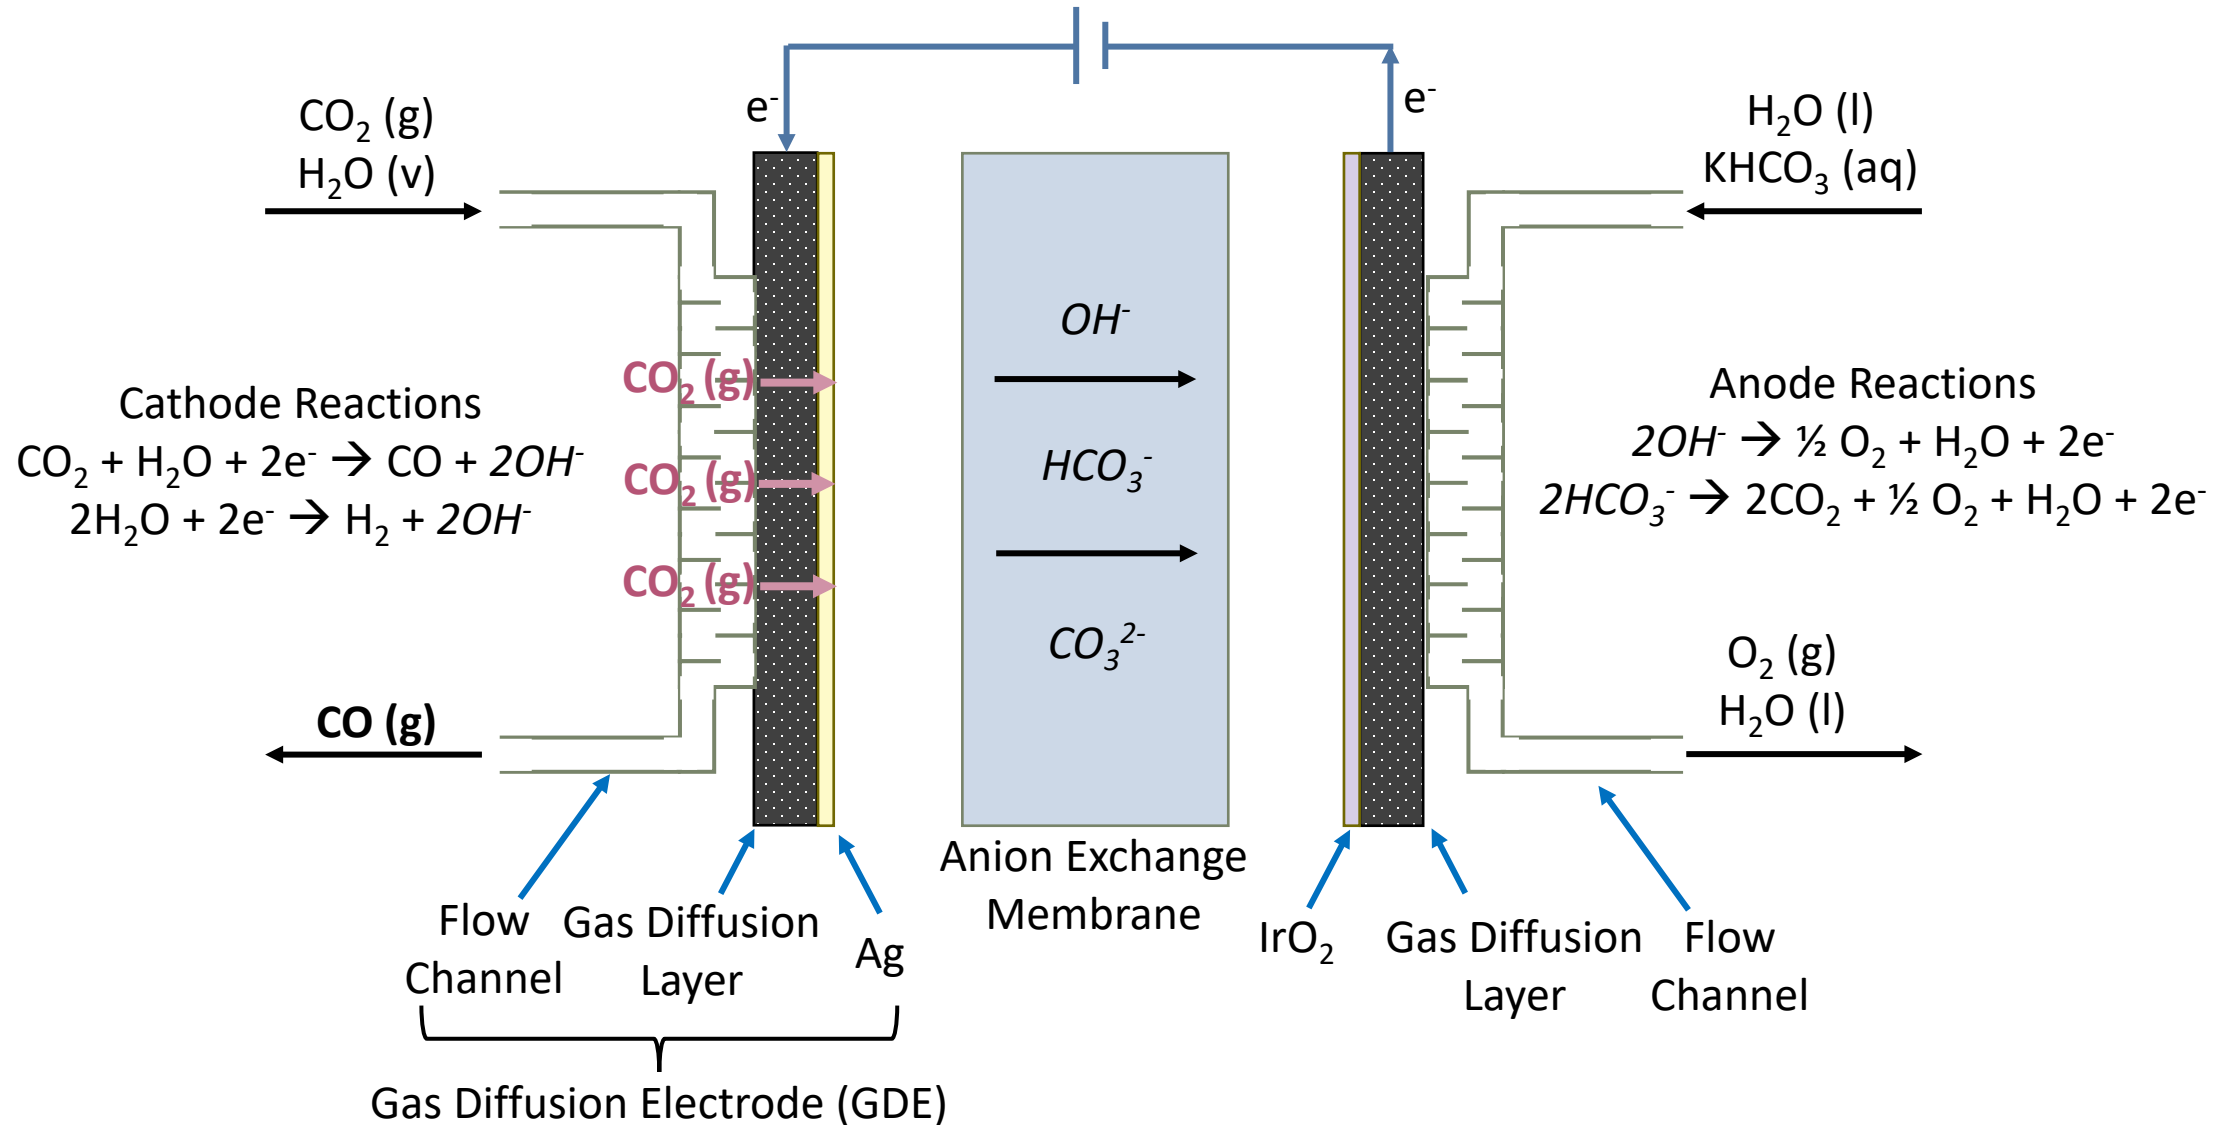 e⁻
e⁻
CO₂ (g)
H₂O (v)
H₂O (l)
KHCO₃ (aq)
OH⁻
HCO₃⁻
CO₃²⁻
CO₂ (g)
CO₂ (g)
CO₂ (g)
Cathode Reactions
CO₂ + H₂O + 2e⁻ → CO + 2OH⁻
2H₂O + 2e⁻ → H₂ + 2OH⁻
Anode Reactions
2OH⁻ → ½ O₂ + H₂O + 2e⁻
2HCO₃⁻ → 2CO₂ + ½ O₂ + H₂O + 2e⁻
CO (g)
O₂ (g)
H₂O (l)
Flow
Channel
Gas Diffusion
Layer
Ag
Anion Exchange
Membrane
IrO₂
Gas Diffusion
Layer
Flow
Channel
Gas Diffusion Electrode (GDE)